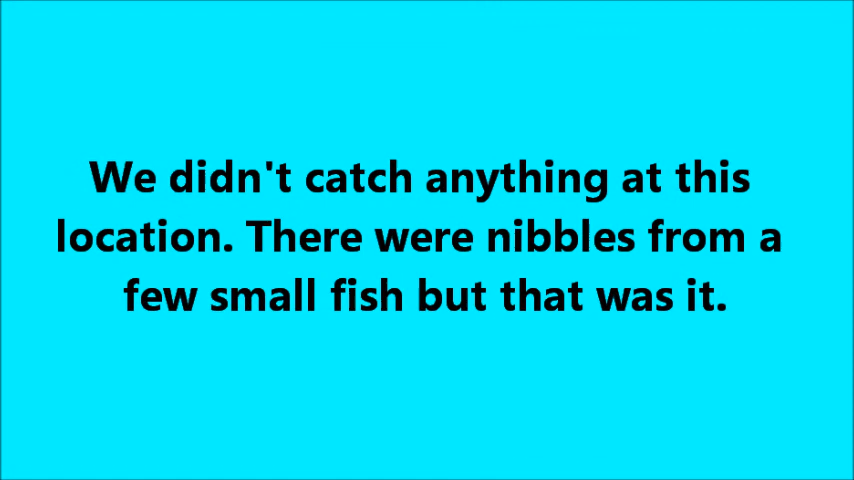 We didn't catch anything at this
location. There were nibbles from a
few small fish but that was it.